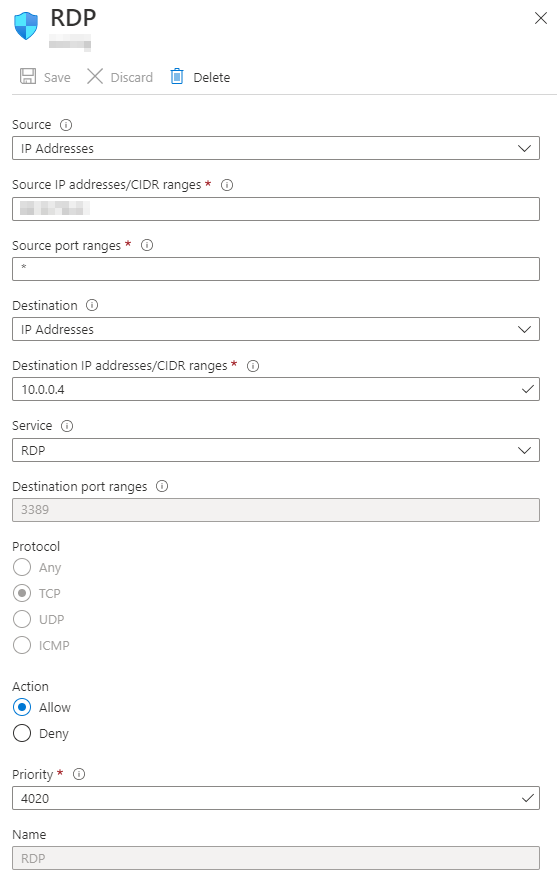 RDP
Save
Discard
Delete
Source
IP Addresses
Source IP addresses/CIDR ranges *
Source port ranges *
*
Destination
IP Addresses
Destination IP addresses/CIDR ranges *
10.0.0.4
Service
RDP
Destination port ranges
3389
Protocol
Any
TCP
UDP
ICMP
Action
Allow
Deny
Priority *
4020
Name
RDP